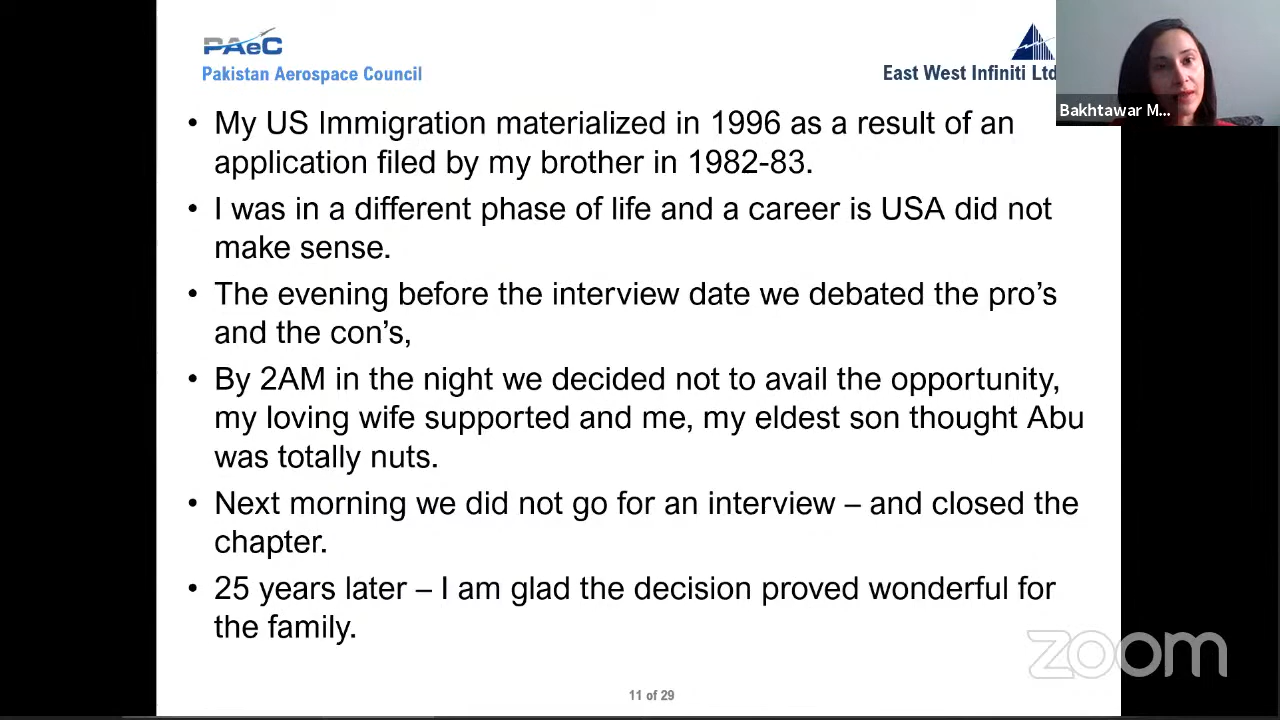 PAeC
Pakistan Aerospace Council
East West Infiniti Ltd
Bakhtawar M...
• My US Immigration materialized in 1996 as a result of an
application filed by my brother in 1982-83.
• I was in a different phase of life and a career is USA did not
make sense.
• The evening before the interview date we debated the pro's
and the con's,
• By 2AM in the night we decided not to avail the opportunity,
my loving wife supported and me, my eldest son thought Abu
was totally nuts.
• Next morning we did not go for an interview – and closed the
chapter.
• 25 years later – I am glad the decision proved wonderful for
the family.
zoom
11 of 29